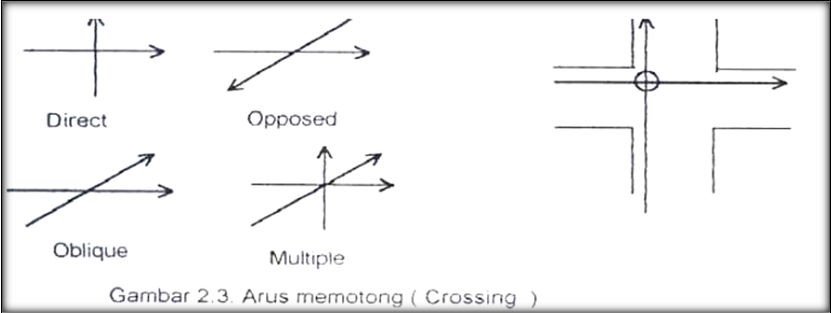 Direct
Opposed
Oblique
Multiple
Gambar 2.3. Arus memotong ( Crossing )